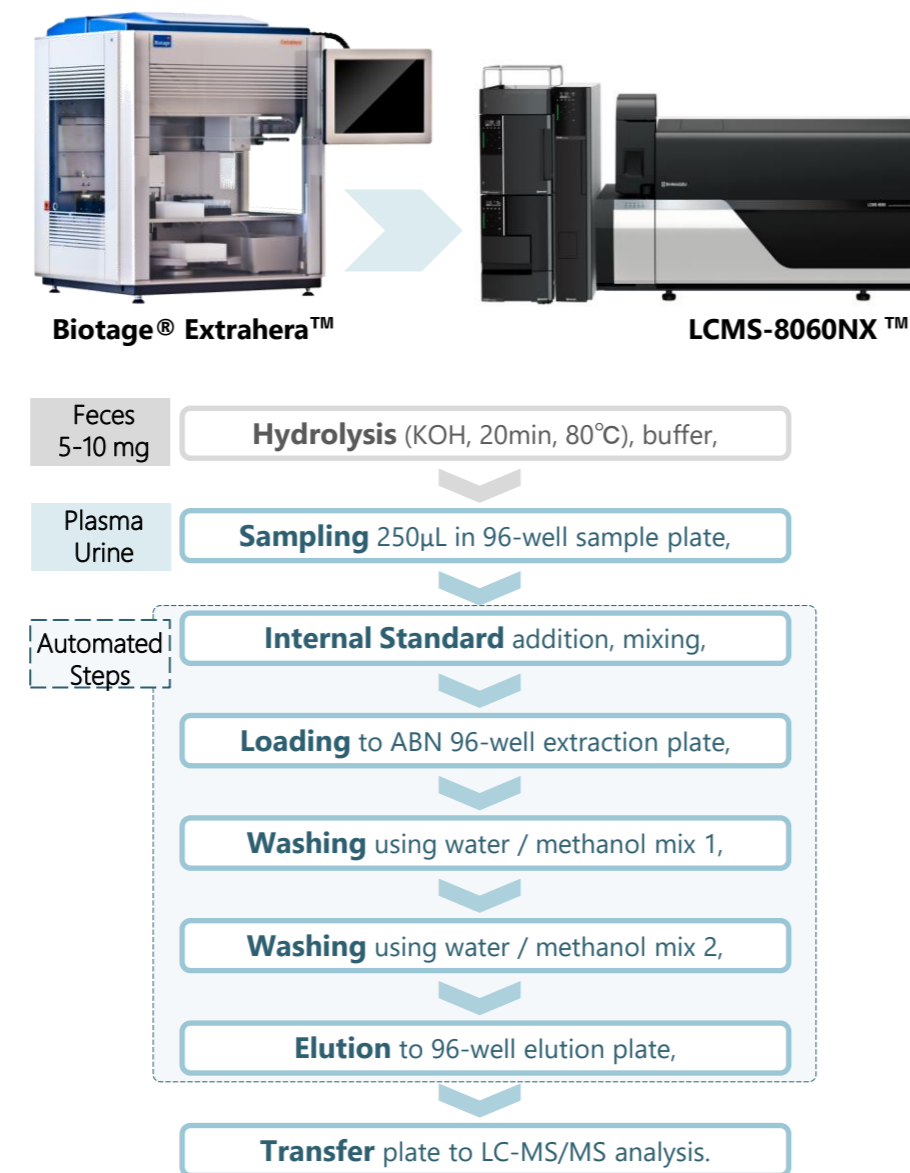 Biotage
Extrahera
SHIMADZU
Biotage® Extrahera™
LCMS-8060NX ™
Feces
5-10 mg
Hydrolysis (KOH, 20min, 80℃), buffer,
Plasma
Urine
Sampling 250µL in 96-well sample plate,
Automated
Steps
Internal Standard addition, mixing,
Loading to ABN 96-well extraction plate,
Washing using water / methanol mix 1,
Washing using water / methanol mix 2,
Elution to 96-well elution plate,
Transfer plate to LC-MS/MS analysis.